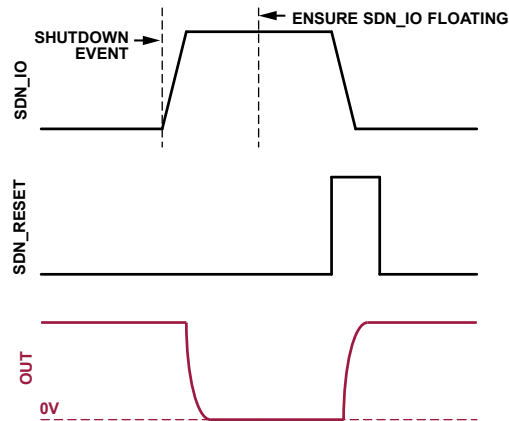 ENSURE SDN_IO FLOATING
SHUTDOWN
EVENT
SDN_IO
SDN_RESET
OUT
0V